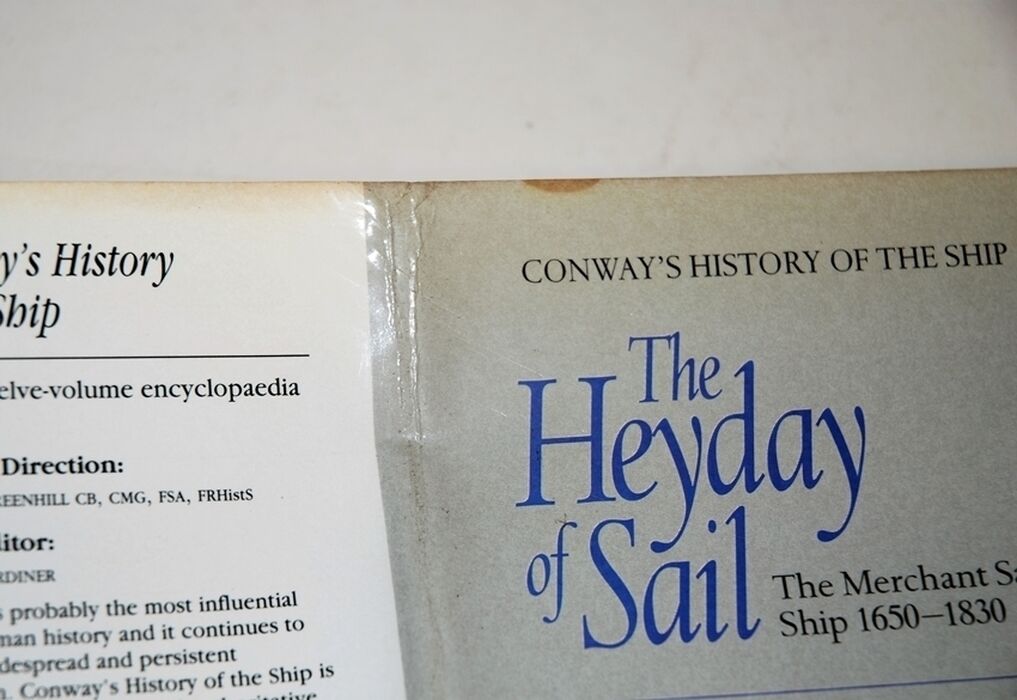 y's History
Ship
elve-volume encyclopaedia
Direction:
REENHILL CB, CMG, FSA, FRHistS
itor:
RDINER
s probably the most influential
man history and it continues to
despread and persistent
. Conway's History of the Ship is
CONWAY'S HISTORY OF THE SHIP
The
Heyday
of Sail
The Merchant Sa
Ship 1650–1830